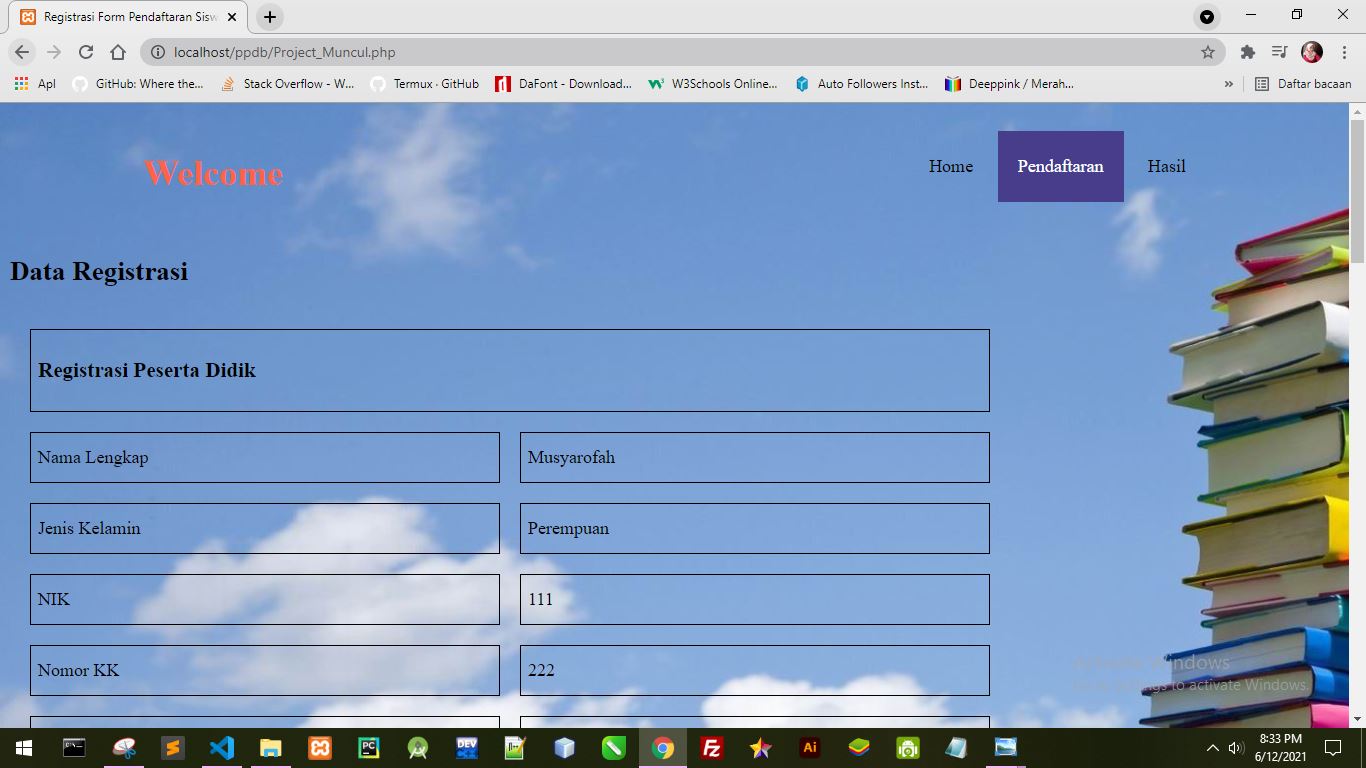 Registrasi Form Pendaftaran Sisw
localhost/ppdb/Project_Muncul.php
Apl GitHub: Where the... Stack Overflow - W... Termux · GitHub DaFont - Download... W3Schools Online... Auto Followers Inst... Deeppink / Merah... » Daftar bacaan
Welcome Home Pendaftaran Hasil
Data Registrasi
Registrasi Peserta Didik
Nama Lengkap Musyarofah
Jenis Kelamin Perempuan
NIK 111
Nomor KK 222
Activate Windows
Go to Settings to activate Windows.
PC DEV Ai
8:33 PM
6/12/2021